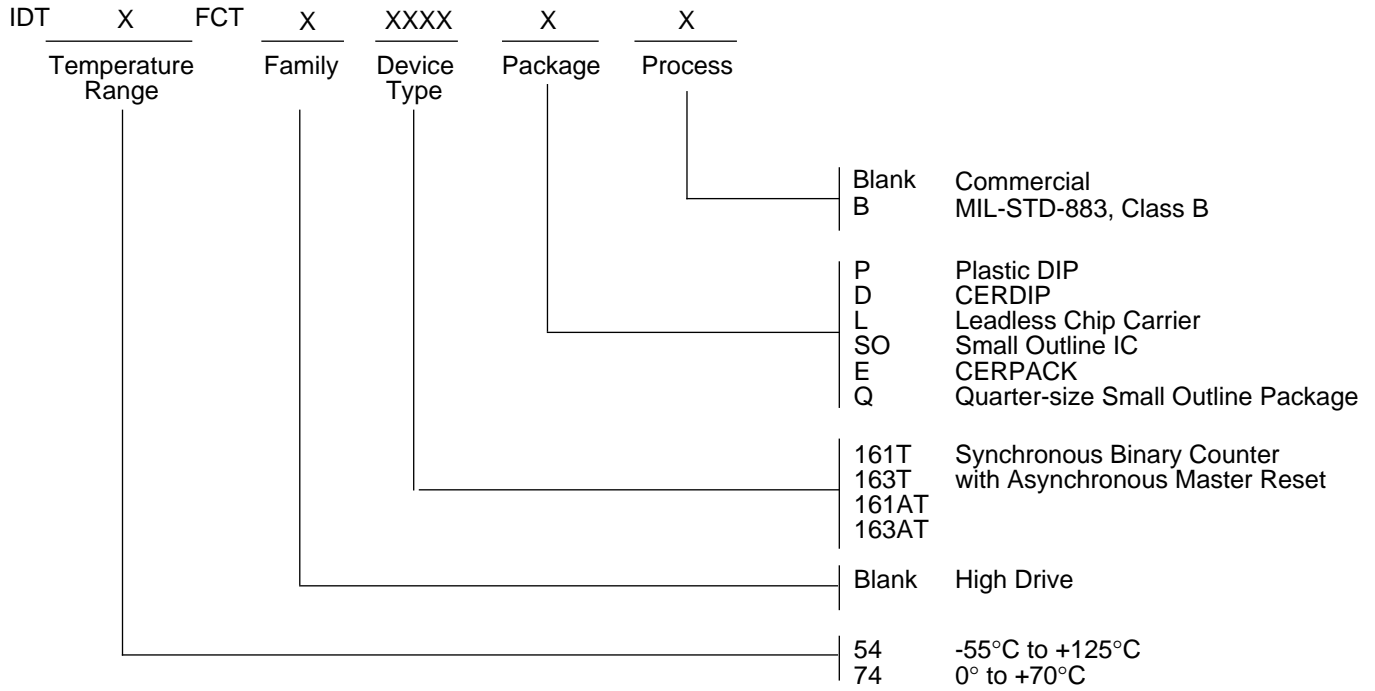 IDT X FCT X XXXX X X
Temperature Range Family Device Type Package Process
Blank Commercial
B MIL-STD-883, Class B
P Plastic DIP
D CERDIP
L Leadless Chip Carrier
SO Small Outline IC
E CERPACK
Q Quarter-size Small Outline Package
161T Synchronous Binary Counter
163T with Asynchronous Master Reset
161AT
163AT
Blank High Drive
54 -55°C to +125°C
74 0° to +70°C